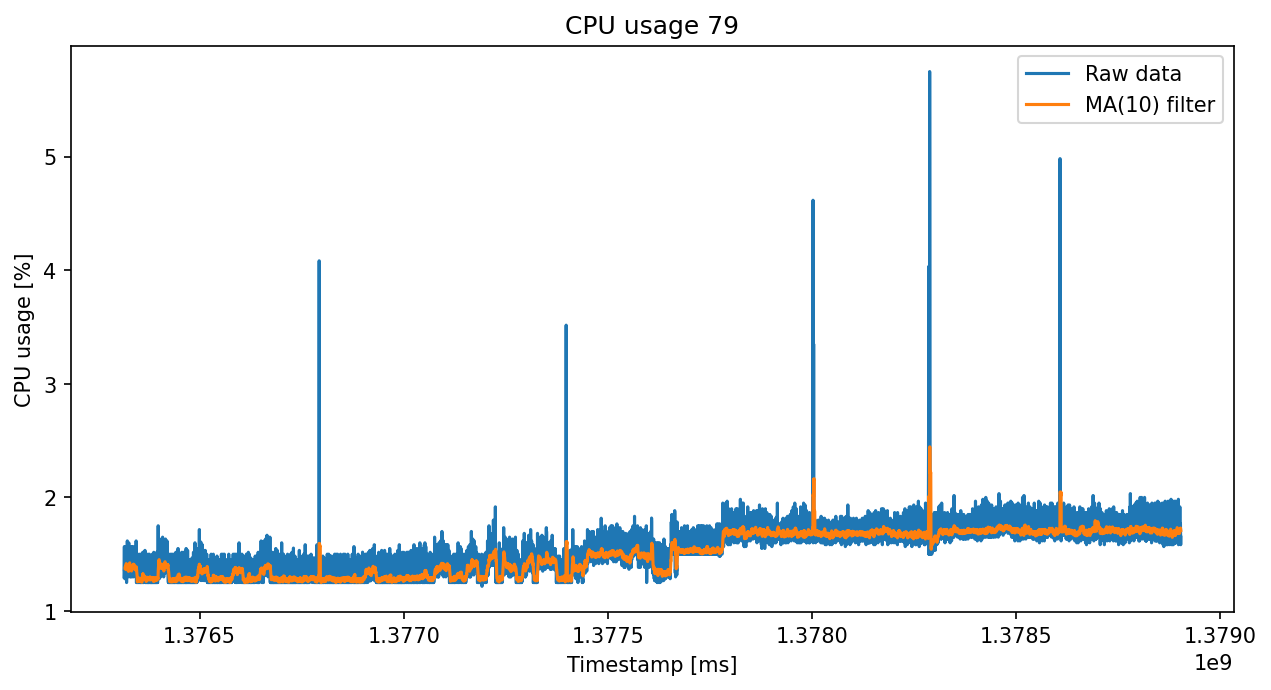 CPU usage 79
Raw data
MA(10) filter
CPU usage [%]
5
4
3
2
1
1.3765 1.3770 1.3775 1.3780 1.3785 1.3790
1e9
Timestamp [ms]